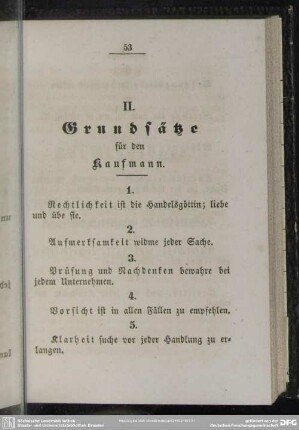 53
II.
Grundsätze
für den
Kaufmann.
1.
Rechtlichkeit ist die Handelsgöttin; liebe
und übe sie.
2.
Aufmerksamkeit widme jeder Sache.
3.
Prüfung und Nachdenken bewahre bei
jedem Unternehmen.
4.
Vorsicht ist in allen Fällen zu empfehlen.
5.
Klarheit suche vor jeder Handlung zu er-
langen.
DFG